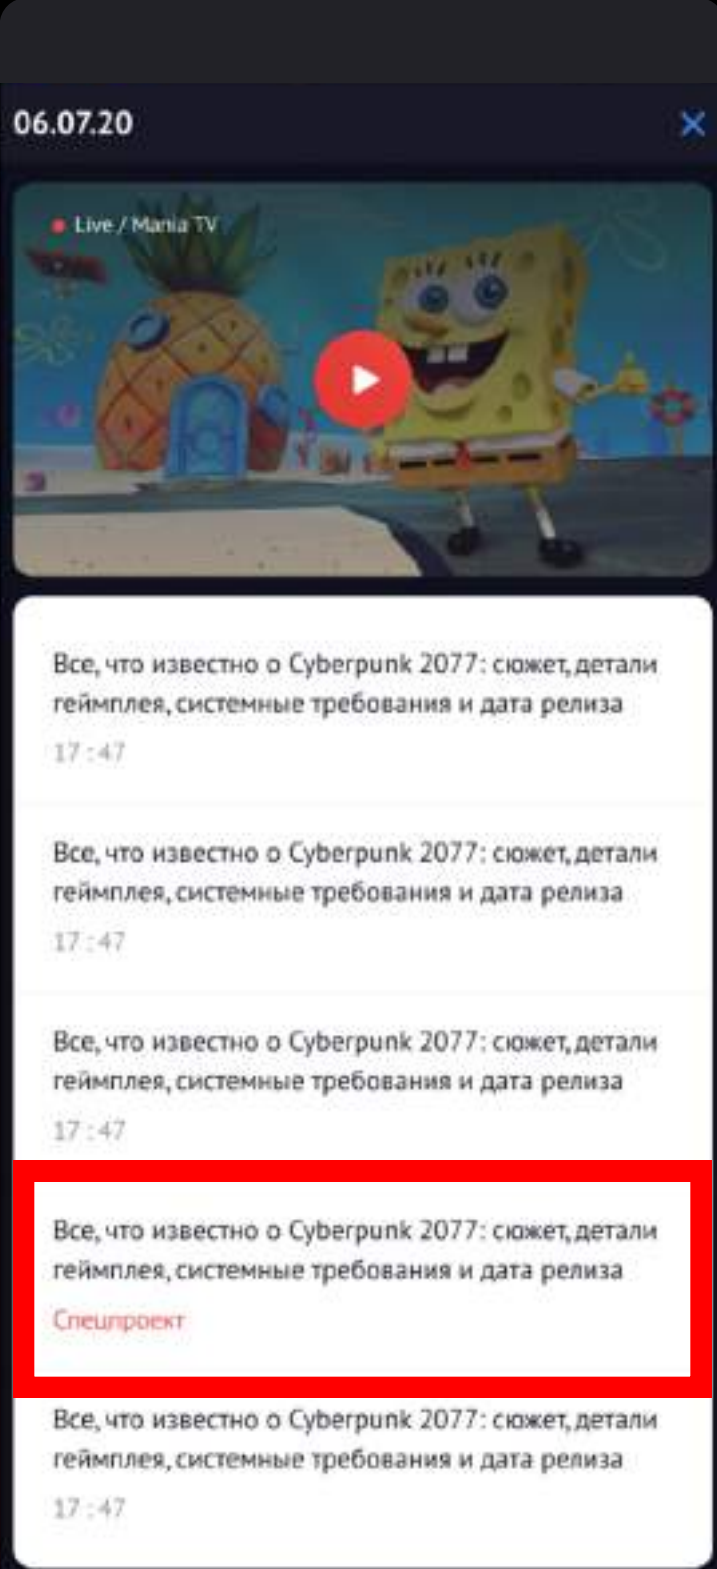 06.07.20
Live / Mania TV
Все, что известно о Cyberpunk 2077: сюжет, детали
геймплея, системные требования и дата релиза
17 : 47
Все, что известно о Cyberpunk 2077: сюжет, детали
геймплея, системные требования и дата релиза
17 : 47
Все, что известно о Cyberpunk 2077: сюжет, детали
геймплея, системные требования и дата релиза
17 : 47
Все, что известно о Cyberpunk 2077: сюжет, детали
геймплея, системные требования и дата релиза
Спецпроект
Все, что известно о Cyberpunk 2077: сюжет, детали
геймплея, системные требования и дата релиза
17 : 47